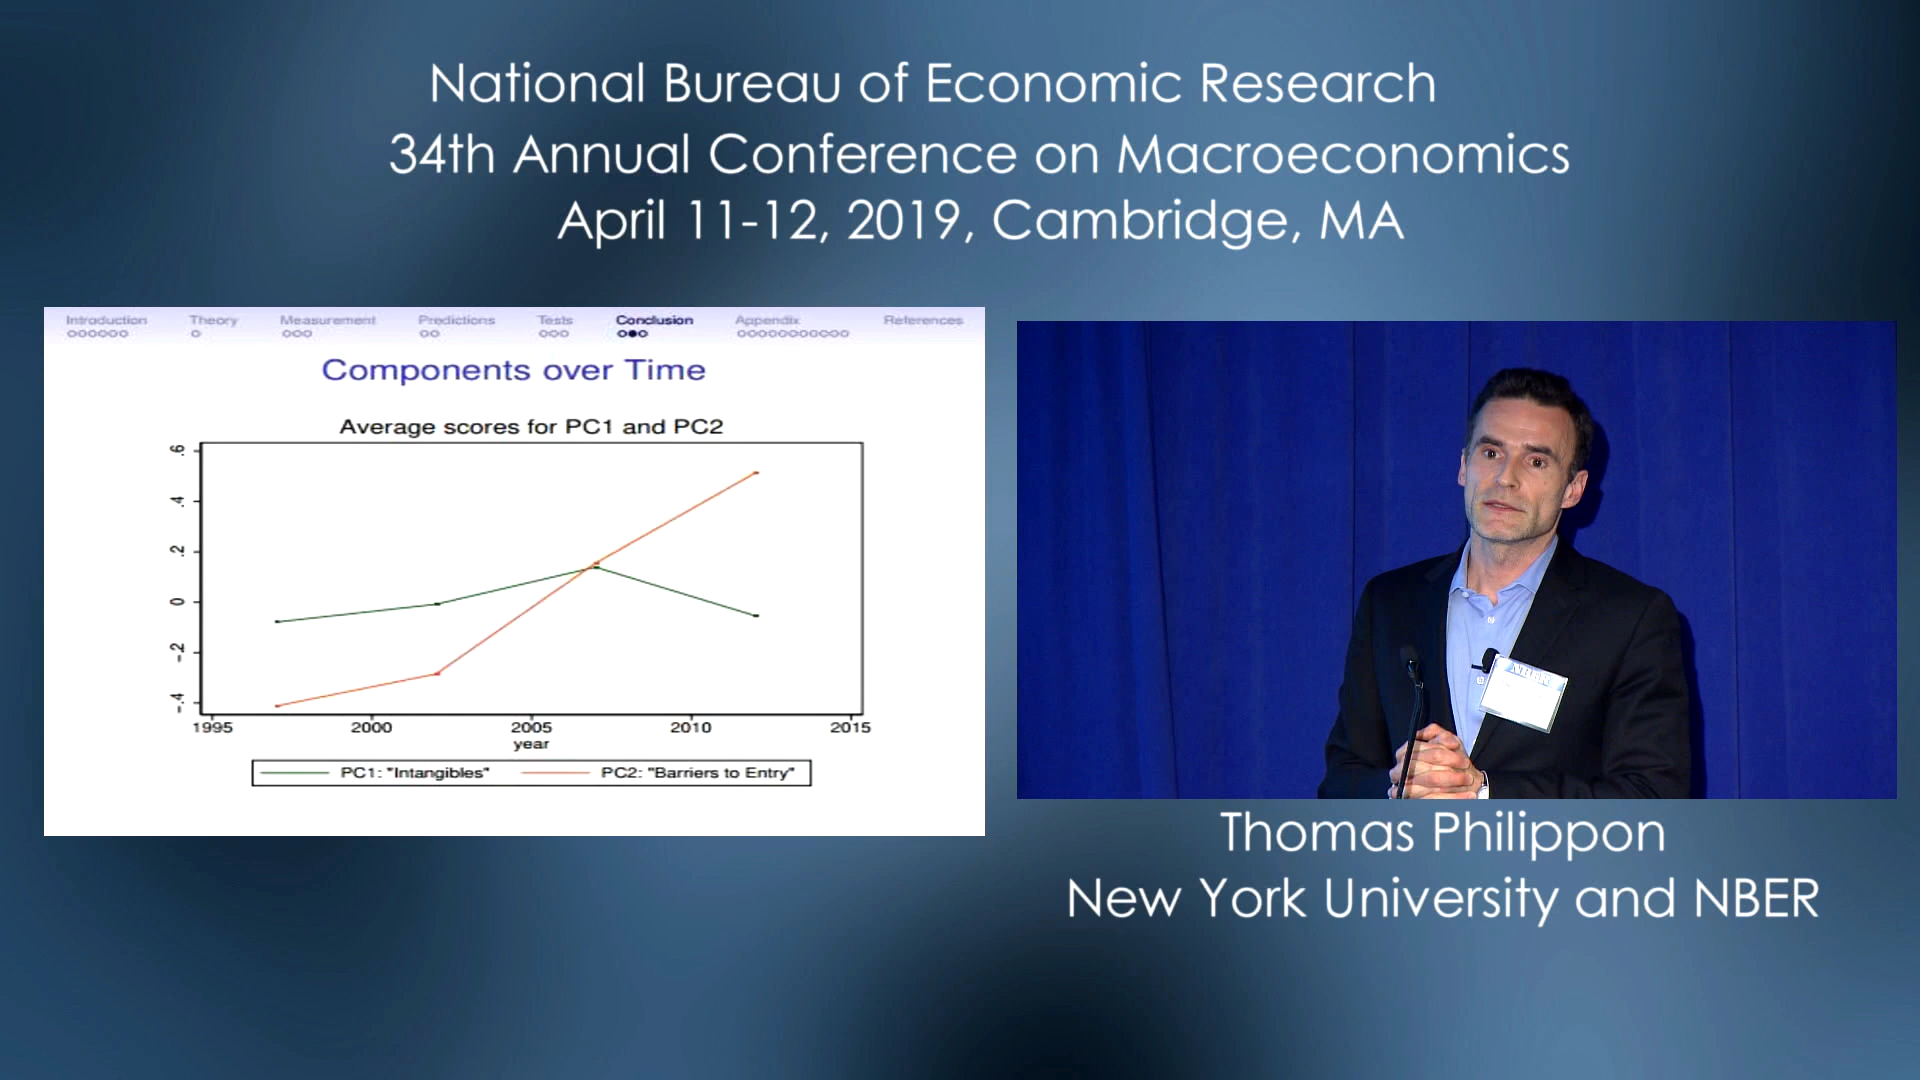 National Bureau of Economic Research
34th Annual Conference on Macroeconomics
April 11-12, 2019, Cambridge, MA
Introduction Theory Measurement Predictions Tests Conclusion Appendix References
Components over Time
Average scores for PC1 and PC2
.6
.4
.2
0
-.2
-.4
1995 2000 2005 2010 2015
year
PC1: "Intangibles" PC2: "Barriers to Entry"
NBER
Thomas Philippon
New York University and NBER